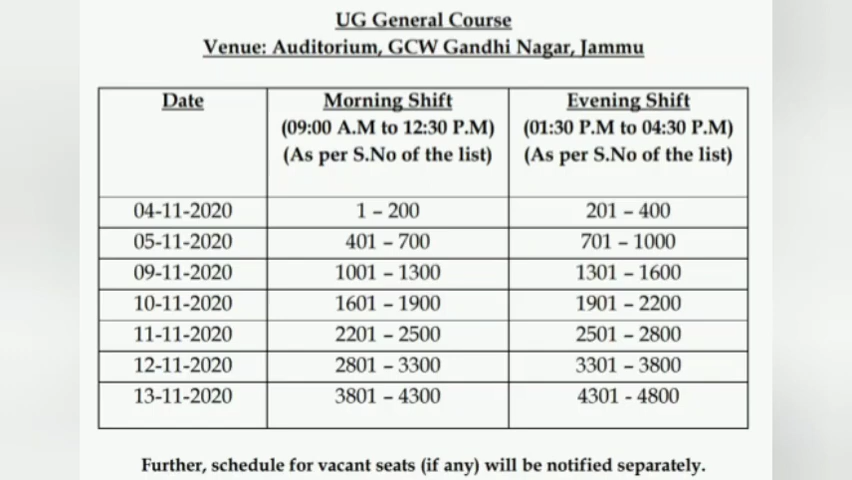 UG General Course
Venue: Auditorium, GCW Gandhi Nagar, Jammu
Date Morning Shift Evening Shift
(09:00 A.M to 12:30 P.M) (01:30 P.M to 04:30 P.M)
(As per S.No of the list) (As per S.No of the list)
04-11-2020 1 – 200 201 – 400
05-11-2020 401 – 700 701 – 1000
09-11-2020 1001 – 1300 1301 – 1600
10-11-2020 1601 – 1900 1901 – 2200
11-11-2020 2201 – 2500 2501 – 2800
12-11-2020 2801 – 3300 3301 – 3800
13-11-2020 3801 – 4300 4301 - 4800
Further, schedule for vacant seats (if any) will be notified separately.